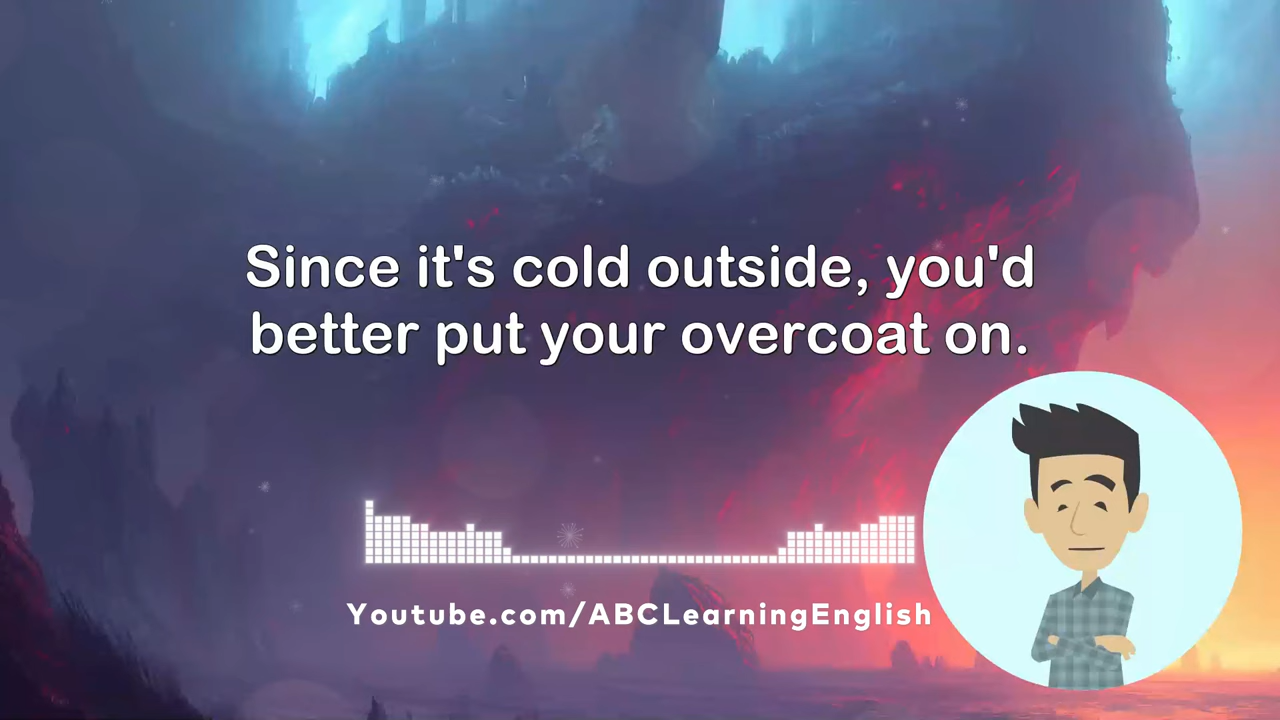 Since it's cold outside, you'd
better put your overcoat on.
Youtube.com/ABCLearningEnglish